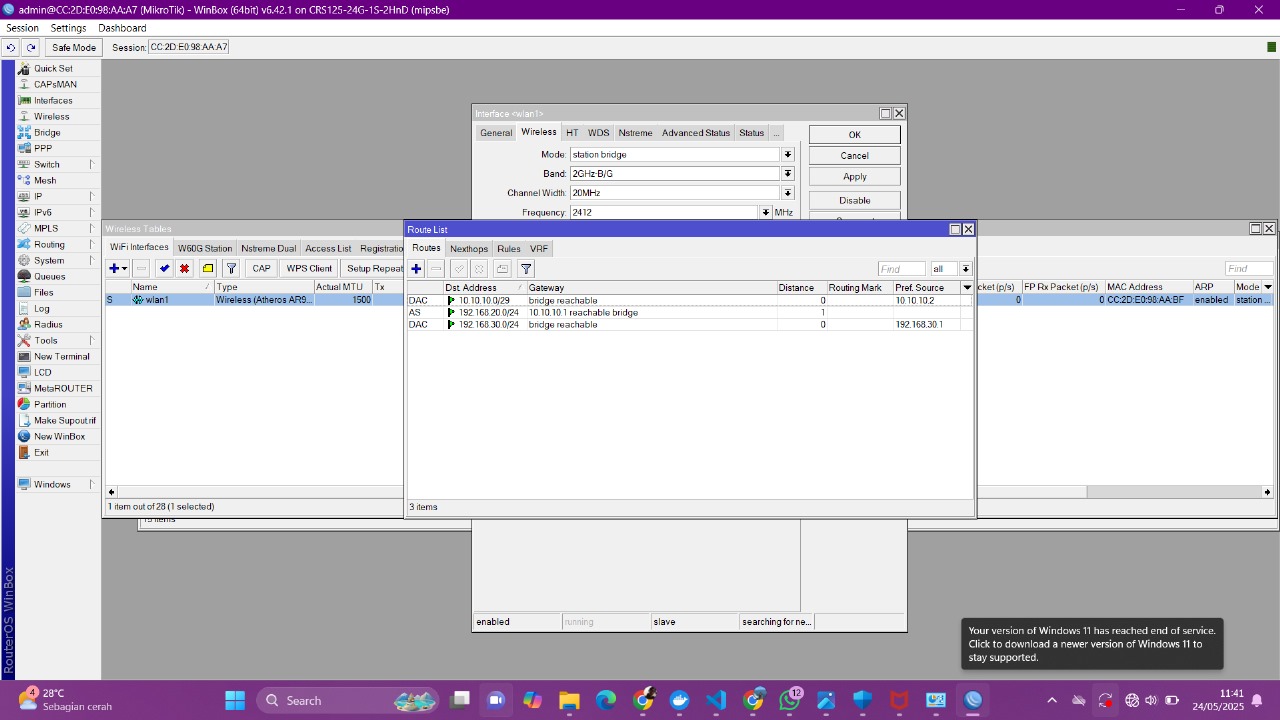 admin@CC:2D:E0:98:AA:A7 (MikroTik) - WinBox (64bit) v6.42.1 on CRS125-24G-1S-2HnD (mipsbe)
Session Settings Dashboard
Safe Mode Session: CC:2D:E0:98:AA:A7
Quick Set
CAPsMAN
Interfaces
Wireless
Bridge
PPP
Switch
Mesh
IP
IPv6
MPLS
Routing
System
Queues
Files
Log
Radius
Tools
New Terminal
LCD
MetaROUTER
Partition
Make Supout.rif
New WinBox
Exit
Windows
RouterOS WinBox
Interface <wlan1>
General Wireless HT WDS Nstreme Advanced Status Status ...
Mode: station bridge
Band: 2GHz-B/G
Channel Width: 20MHz
Frequency: 2412 MHz
OK
Cancel
Apply
Disable
enabled running slave searching for ne...
Wireless Tables
WiFi Interfaces W60G Station Nstreme Dual Access List Registratio
CAP WPS Client Setup Repeat
Find
Name Type Actual MTU Tx
S wlan1 Wireless (Atheros AR9... 1500
cket (p/s) FP Rx Packet (p/s) MAC Address ARP Mode
0 0 CC:2D:E0:98:AA:BF enabled station ...
1 item out of 28 (1 selected)
15 items
Route List
Routes Nexthops Rules VRF
Find all
Dst. Address Gateway Distance Routing Mark Pref. Source
DAC 10.10.10.0/29 bridge reachable 0 10.10.10.2
AS 192.168.20.0/24 10.10.10.1 reachable bridge 1
DAC 192.168.30.0/24 bridge reachable 0 192.168.30.1
3 items
Your version of Windows 11 has reached end of service.
Click to download a newer version of Windows 11 to
stay supported.
4
28°C
Sebagian cerah
Search
12
11:41
24/05/2025